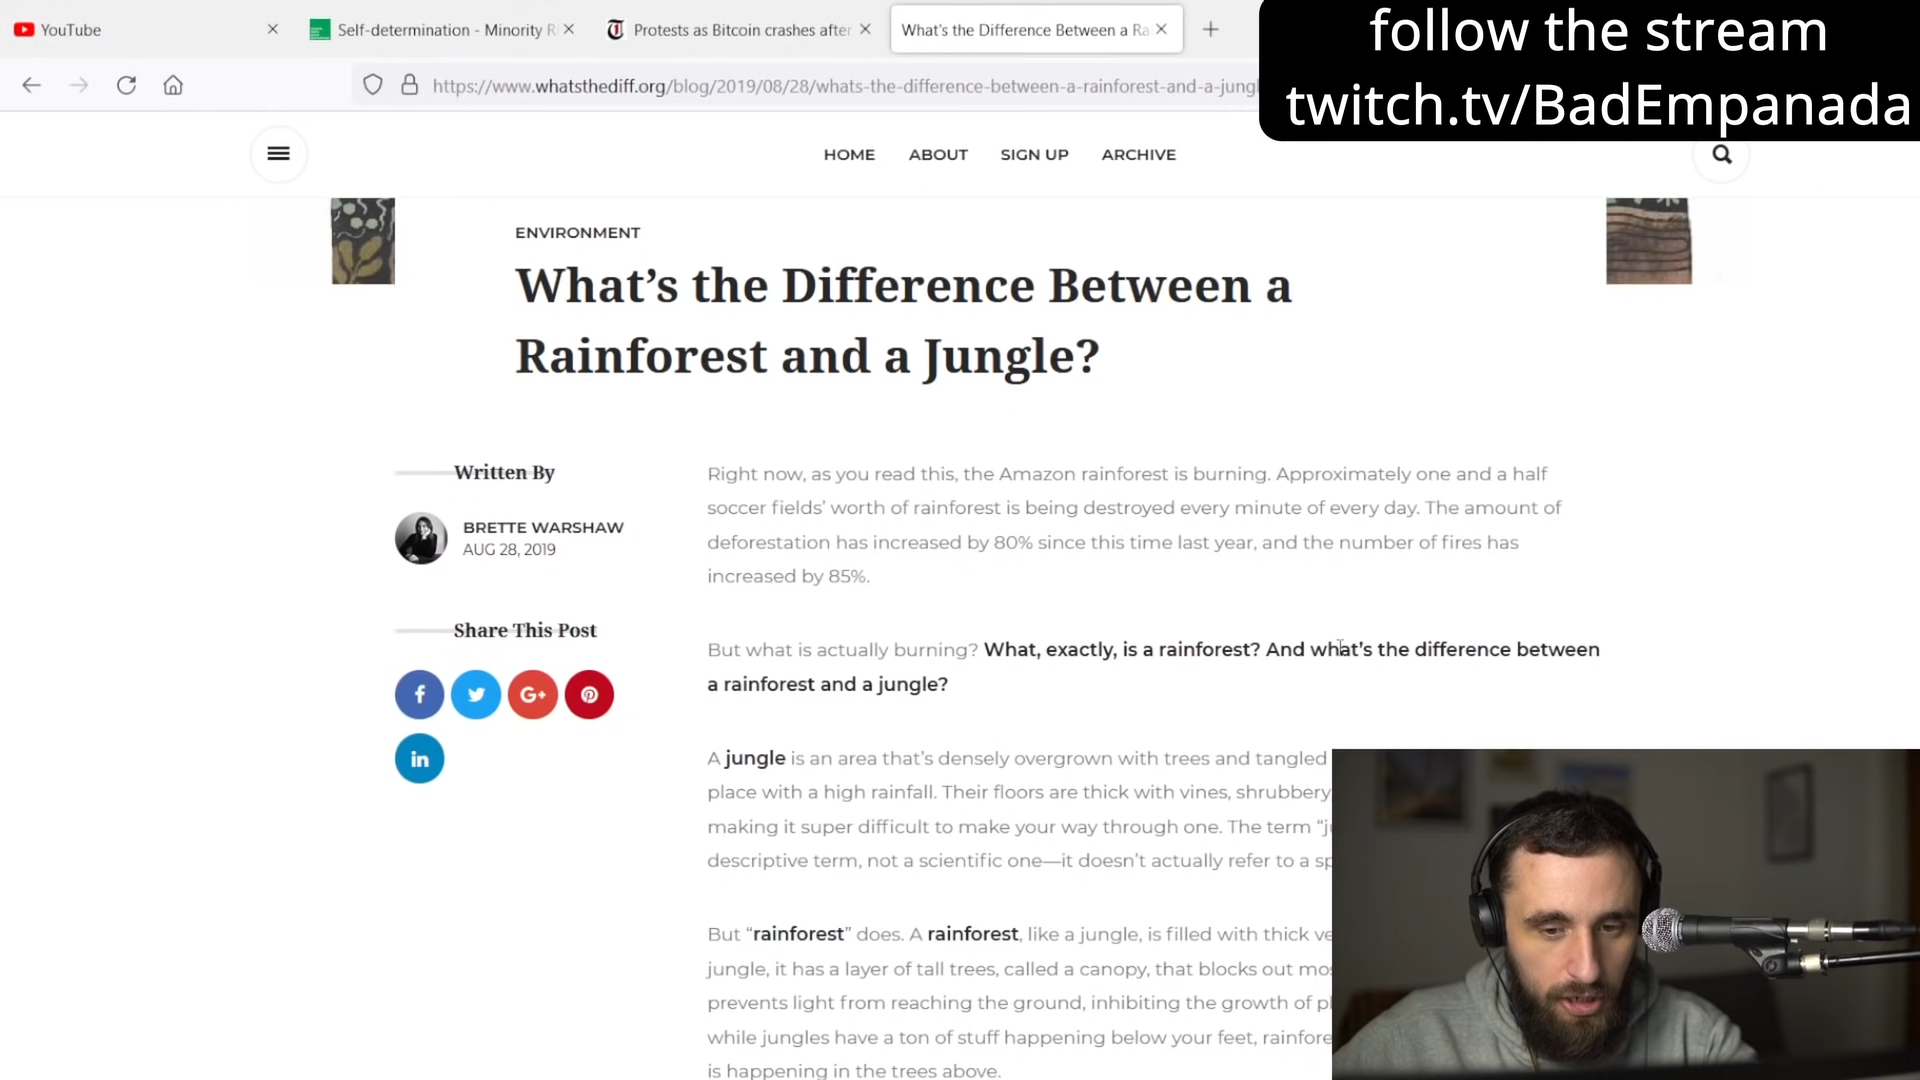 YouTube
Self-determination - Minority R
Protests as Bitcoin crashes after
What's the Difference Between a Ra
follow the stream
twitch.tv/BadEmpanada
https://www.whatsthediff.org/blog/2019/08/28/whats-the-difference-between-a-rainforest-and-a-jungl
HOME
ABOUT
SIGN UP
ARCHIVE
ENVIRONMENT
What’s the Difference Between a
Rainforest and a Jungle?
Written By
BRETTE WARSHAW
AUG 28, 2019
Share This Post
Right now, as you read this, the Amazon rainforest is burning. Approximately one and a half
soccer fields’ worth of rainforest is being destroyed every minute of every day. The amount of
deforestation has increased by 80% since this time last year, and the number of fires has
increased by 85%.
But what is actually burning? What, exactly, is a rainforest? And what’s the difference between
a rainforest and a jungle?
A jungle is an area that’s densely overgrown with trees and tangled
place with a high rainfall. Their floors are thick with vines, shrubbery,
making it super difficult to make your way through one. The term “j
descriptive term, not a scientific one—it doesn’t actually refer to a sp
But “rainforest” does. A rainforest, like a jungle, is filled with thick ve
jungle, it has a layer of tall trees, called a canopy, that blocks out mos
prevents light from reaching the ground, inhibiting the growth of pl
while jungles have a ton of stuff happening below your feet, rainfore
is happening in the trees above.